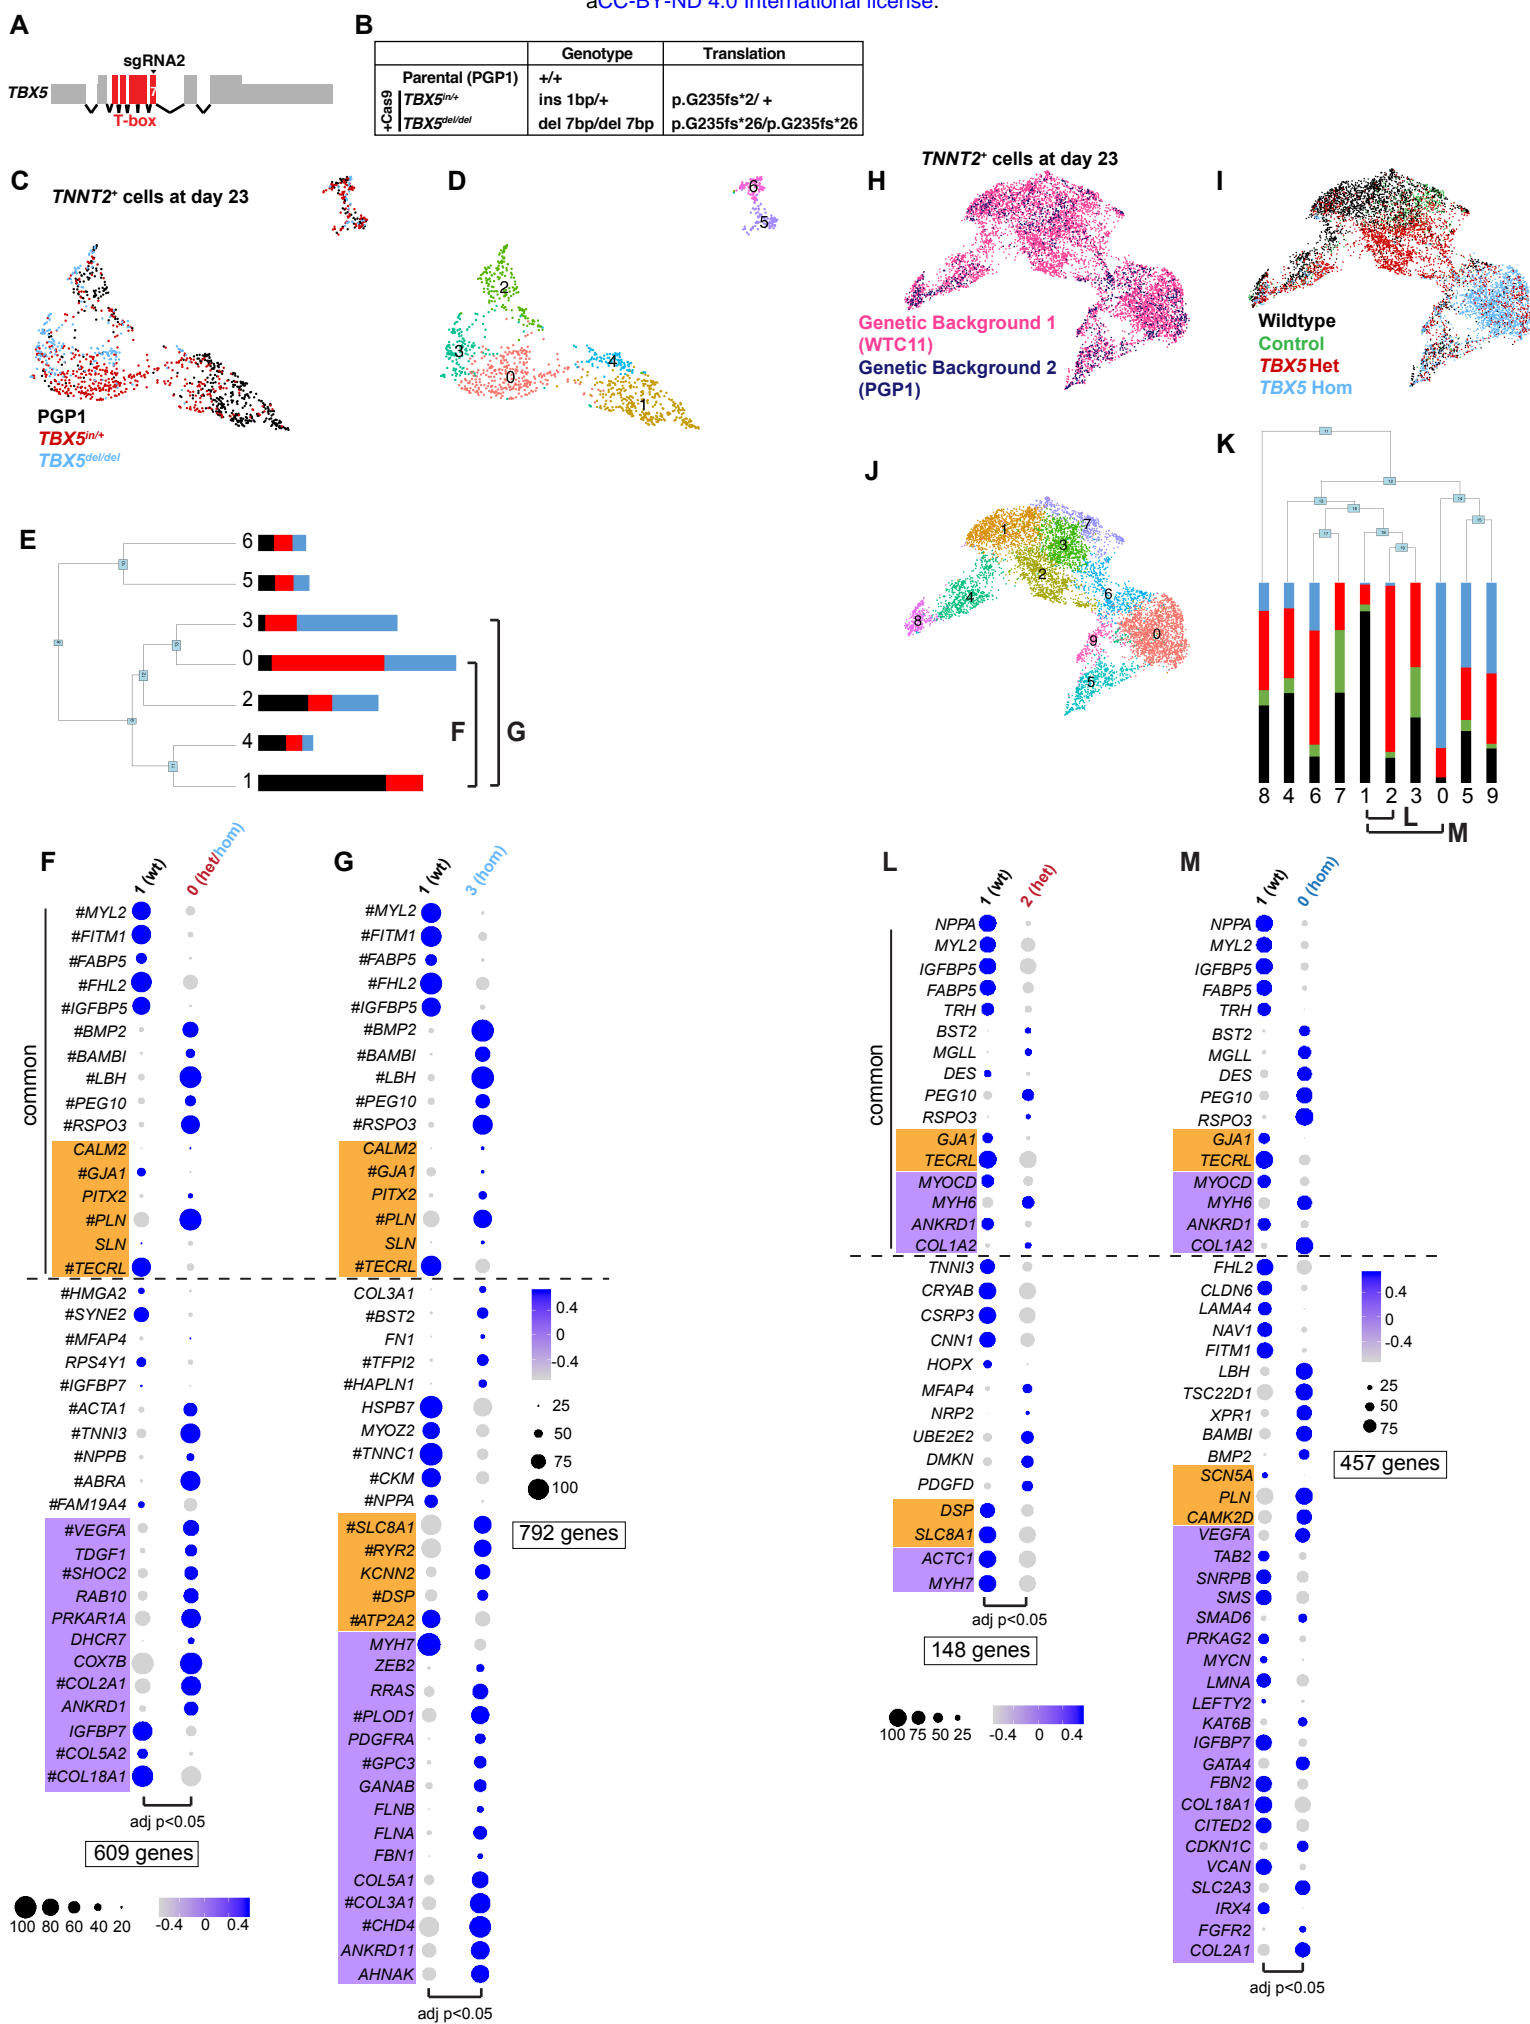 aCC-BY-ND 4.0 International license.
A
sgRNA2
TBX5
7
T-box
B
Genotype Translation
Parental (PGP1) +/+
+Cas9
TBX5in/+ ins 1bp/+ p.G235fs*2/ +
TBX5del/del del 7bp/del 7bp p.G235fs*26/p.G235fs*26
C
TNNT2+ cells at day 23
PGP1
TBX5in/+
TBX5del/del
D
6
5
2
3
0
4
1
H
TNNT2+ cells at day 23
Genetic Background 1
(WTC11)
Genetic Background 2
(PGP1)
I
Wildtype
Control
TBX5 Het
TBX5 Hom
J
1
7
3
2
4
6
8
9
0
5
K
8 4 6 7 1 2 3 0 5 9
L
M
E
6
5
3
0
2
4
1
F
G
F
1 (wt)
0 (het/hom)
common
#MYL2
#FITM1
#FABP5
#FHL2
#IGFBP5
#BMP2
#BAMBI
#LBH
#PEG10
#RSPO3
CALM2
#GJA1
PITX2
#PLN
SLN
#TECRL
#HMGA2
#SYNE2
#MFAP4
RPS4Y1
#IGFBP7
#ACTA1
#TNNI3
#NPPB
#ABRA
#FAM19A4
#VEGFA
TDGF1
#SHOC2
RAB10
PRKAR1A
DHCR7
COX7B
#COL2A1
ANKRD1
IGFBP7
#COL5A2
#COL18A1
adj p<0.05
609 genes
100 80 60 40 20
-0.4 0 0.4
G
1 (wt)
3 (hom)
#MYL2
#FITM1
#FABP5
#FHL2
#IGFBP5
#BMP2
#BAMBI
#LBH
#PEG10
#RSPO3
CALM2
#GJA1
PITX2
#PLN
SLN
#TECRL
COL3A1
#BST2
FN1
#TFPI2
#HAPLN1
HSPB7
MYOZ2
#TNNC1
#CKM
#NPPA
#SLC8A1
#RYR2
KCNN2
#DSP
#ATP2A2
MYH7
ZEB2
RRAS
#PLOD1
PDGFRA
#GPC3
GANAB
FLNB
FLNA
FBN1
COL5A1
#COL3A1
#CHD4
ANKRD11
AHNAK
adj p<0.05
0.4
0
-0.4
25
50
75
100
792 genes
L
1 (wt)
2 (het)
common
NPPA
MYL2
IGFBP5
FABP5
TRH
BST2
MGLL
DES
PEG10
RSPO3
GJA1
TECRL
MYOCD
MYH6
ANKRD1
COL1A2
TNNI3
CRYAB
CSRP3
CNN1
HOPX
MFAP4
NRP2
UBE2E2
DMKN
PDGFD
DSP
SLC8A1
ACTC1
MYH7
adj p<0.05
148 genes
100 75 50 25
-0.4 0 0.4
M
1 (wt)
0 (hom)
NPPA
MYL2
IGFBP5
FABP5
TRH
BST2
MGLL
DES
PEG10
RSPO3
GJA1
TECRL
MYOCD
MYH6
ANKRD1
COL1A2
FHL2
CLDN6
LAMA4
NAV1
FITM1
LBH
TSC22D1
XPR1
BAMBI
BMP2
SCN5A
PLN
CAMK2D
VEGFA
TAB2
SNRPB
SMS
SMAD6
PRKAG2
MYCN
LMNA
LEFTY2
KAT6B
IGFBP7
GATA4
FBN2
COL18A1
CITED2
CDKN1C
VCAN
SLC2A3
IRX4
FGFR2
COL2A1
adj p<0.05
0.4
0
-0.4
25
50
75
457 genes